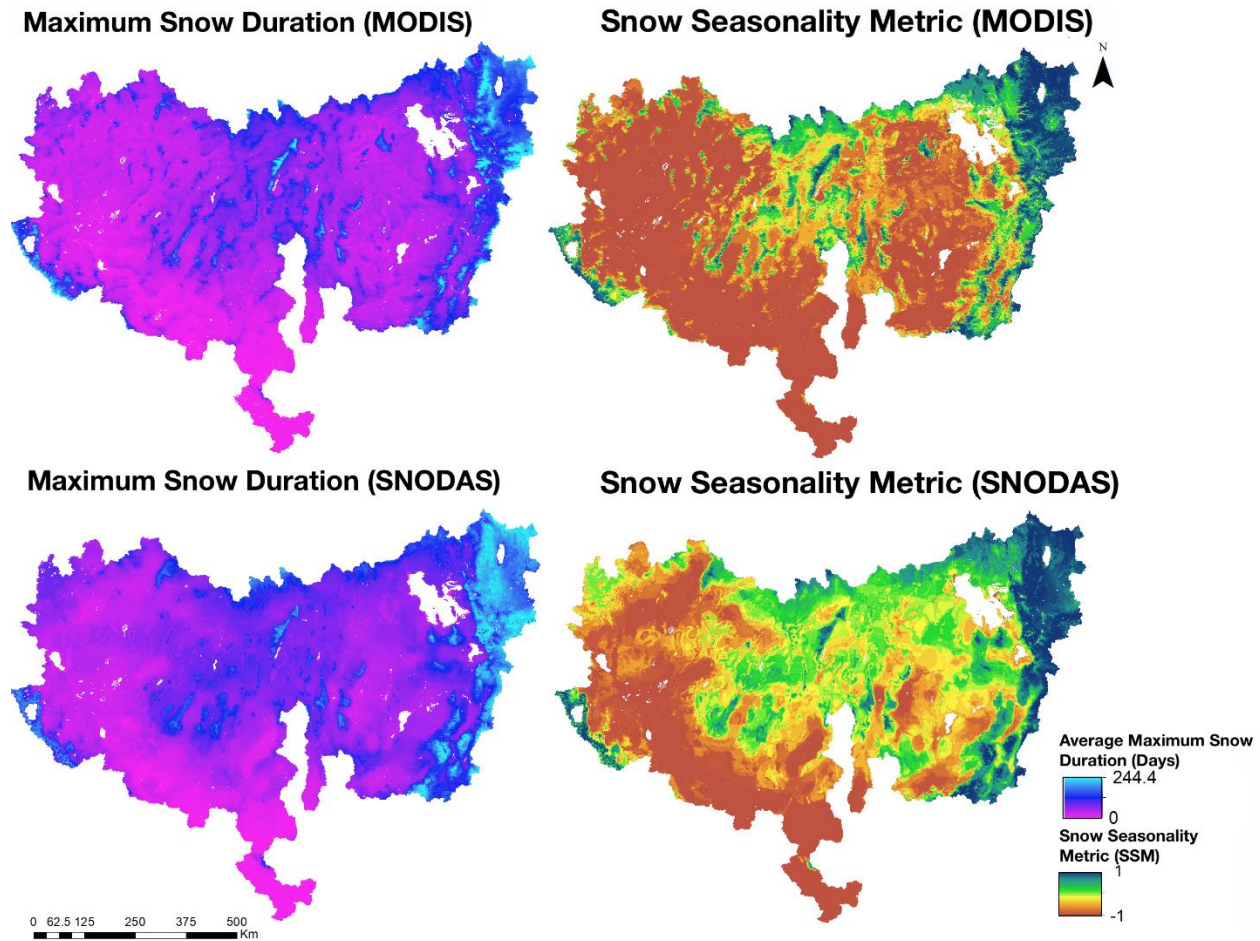 Maximum Snow Duration (MODIS)
Snow Seasonality Metric (MODIS)
N
Maximum Snow Duration (SNODAS)
Snow Seasonality Metric (SNODAS)
Average Maximum Snow
Duration (Days)
244.4
0
Snow Seasonality
Metric (SSM)
1
-1
0 62.5 125 250 375 500
Km